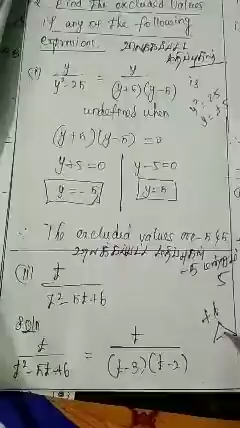 Find the excluded values
if any of the following
expressions.
(i) y / y² - 25 = y / (y+5)(y-5) is
undefined when
(y+5)(y-5) = 0
y+5=0 | y-5=0
y=-5 | y=5
∴ The excluded values are -5 & 5
(ii) t / t² - 5t + 6
Soln
t / t² - 5t + 6 = t / (t-3)(t-2)